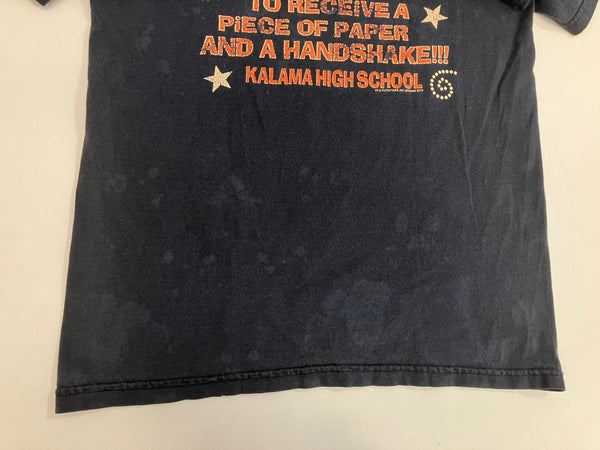 TO RECEIVE A
PIECE OF PAPER
AND A HANDSHAKE!!!
KALAMA HIGH SCHOOL